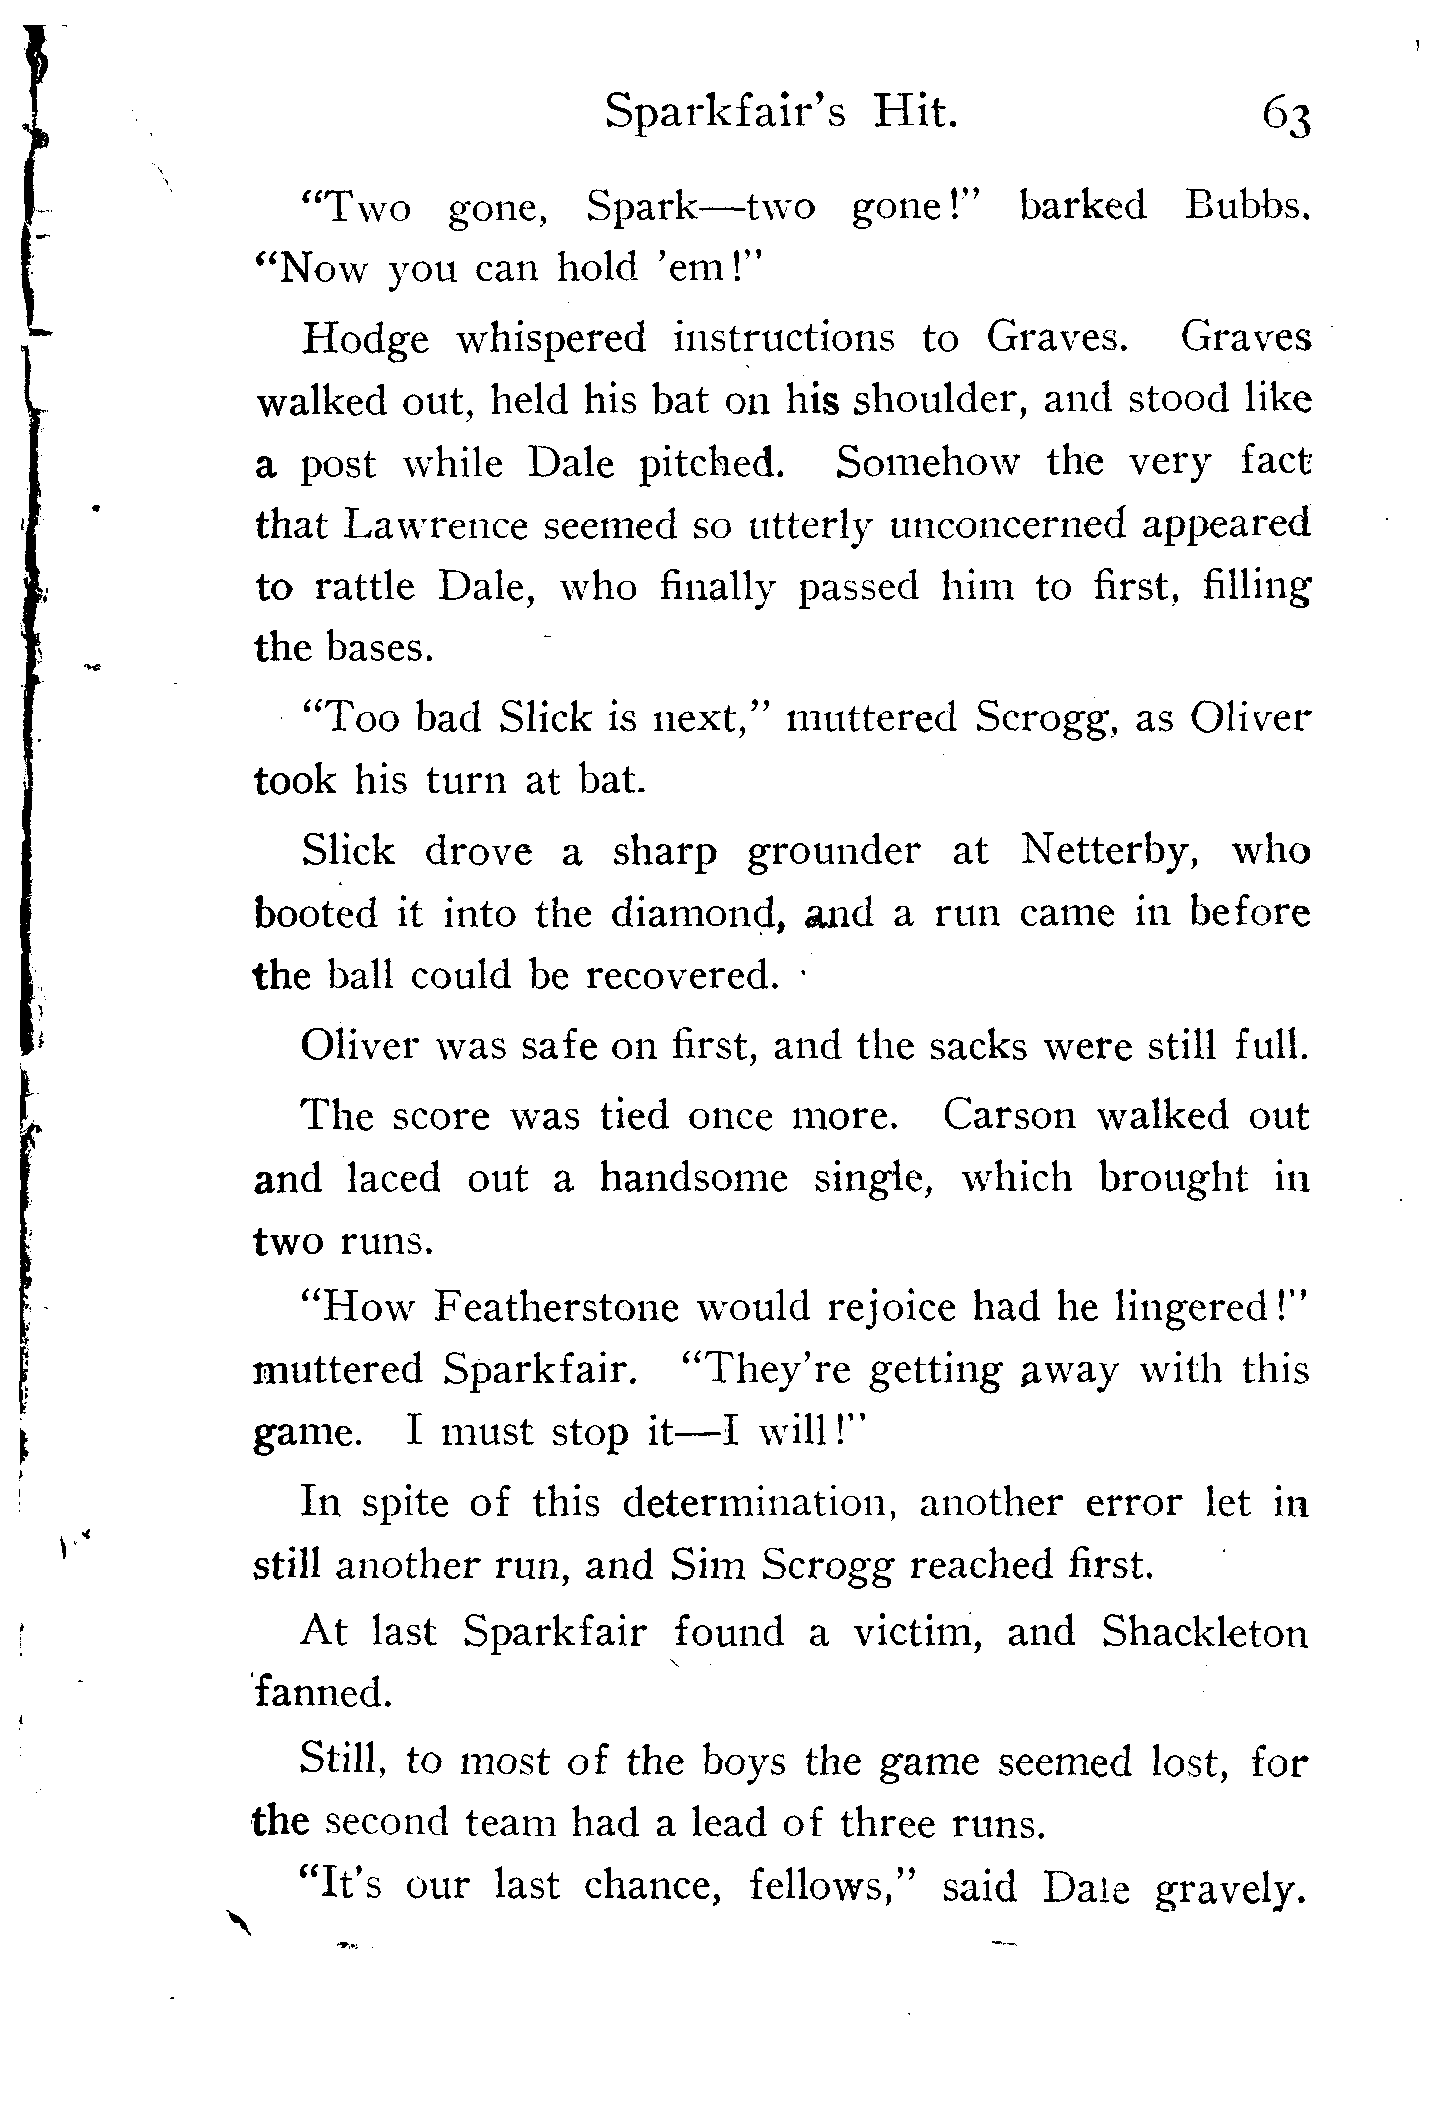 Sparkfair's Hit. 63
“Two gone, Spark—two gone!” barked Bubbs.
“Now you can hold 'em!”
Hodge whispered instructions to Graves. Graves
walked out, held his bat on his shoulder, and stood like
a post while Dale pitched. Somehow the very fact
that Lawrence seemed so utterly unconcerned appeared
to rattle Dale, who finally passed him to first, filling
the bases.
“Too bad Slick is next,” muttered Scrogg, as Oliver
took his turn at bat.
Slick drove a sharp grounder at Netterby, who
booted it into the diamond, and a run came in before
the ball could be recovered.
Oliver was safe on first, and the sacks were still full.
The score was tied once more. Carson walked out
and laced out a handsome single, which brought in
two runs.
“How Featherstone would rejoice had he lingered!”
muttered Sparkfair. “They're getting away with this
game. I must stop it—I will!”
In spite of this determination, another error let in
still another run, and Sim Scrogg reached first.
At last Sparkfair found a victim, and Shackleton
fanned.
Still, to most of the boys the game seemed lost, for
the second team had a lead of three runs.
“It's our last chance, fellows,” said Dale gravely.